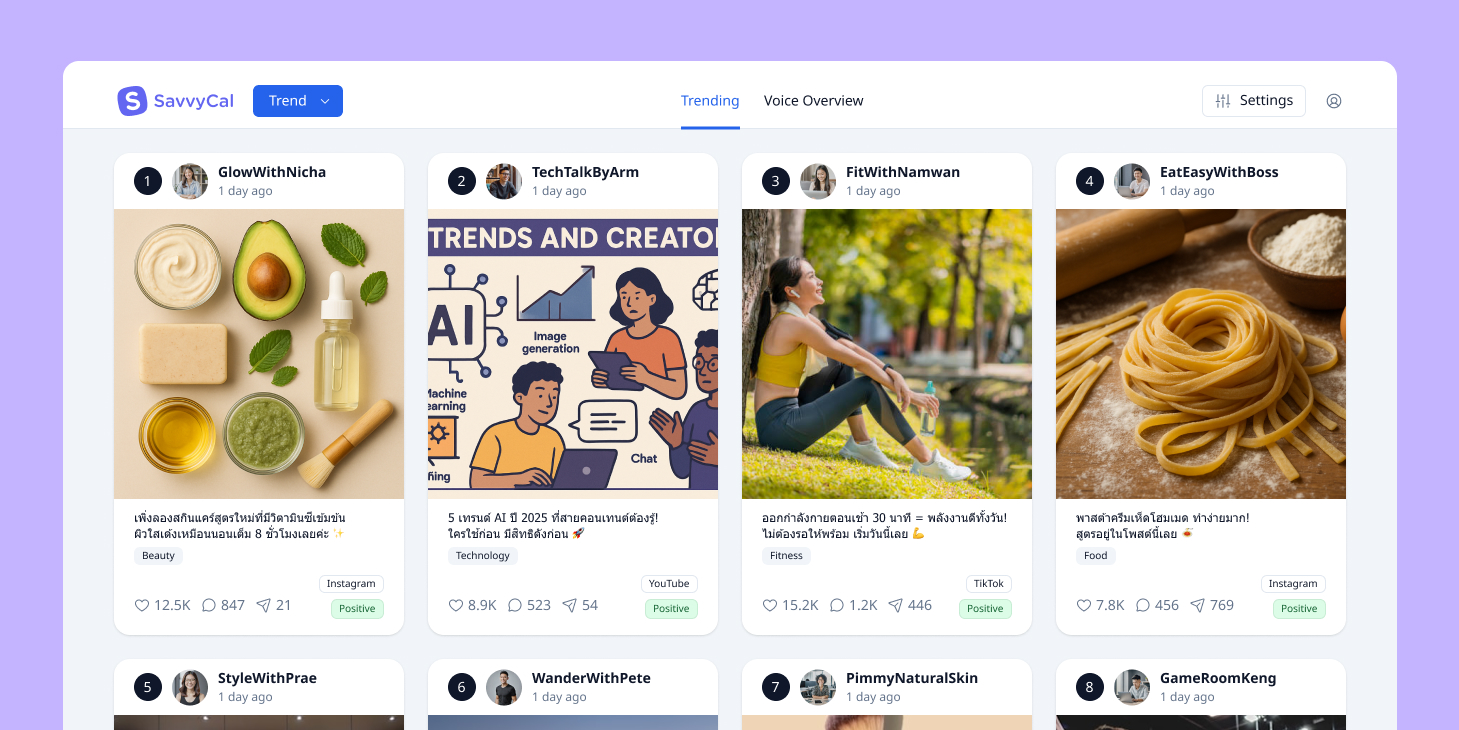 S SavvyCal
Trend
Trending
Voice Overview
Settings
1
GlowWithNicha
1 day ago
เพิ่งลองสกินแคร์สูตรใหม่ที่มีวิตามินซีเข้มข้น
ผิวใสเด้งเหมือนนอนเต็ม 8 ชั่วโมงเลยค่ะ ✨
Beauty
Instagram
12.5K
847
21
Positive
2
TechTalkByArm
1 day ago
TRENDS AND CREATO
AI
Image
generation
achine
earning
Chat
5 เทรนด์ AI ปี 2025 ที่สายคอนเทนต์ต้องรู้!
ใครใช้ก่อน มีสิทธิดังก่อน 🚀
Technology
YouTube
8.9K
523
54
Positive
3
FitWithNamwan
1 day ago
ออกกำลังกายตอนเช้า 30 นาที = พลังงานดีทั้งวัน!
ไม่ต้องรอให้พร้อม เริ่มวันนี้เลย 💪
Fitness
TikTok
15.2K
1.2K
446
Positive
4
EatEasyWithBoss
1 day ago
พาสต้าครีมเห็ดโฮมเมด ทำง่ายมาก!
สูตรอยู่ในโพสต์นี้เลย 🍝
Food
Instagram
7.8K
456
769
Positive
5
StyleWithPrae
1 day ago
6
WanderWithPete
1 day ago
7
PimmyNaturalSkin
1 day ago
8
GameRoomKeng
1 day ago